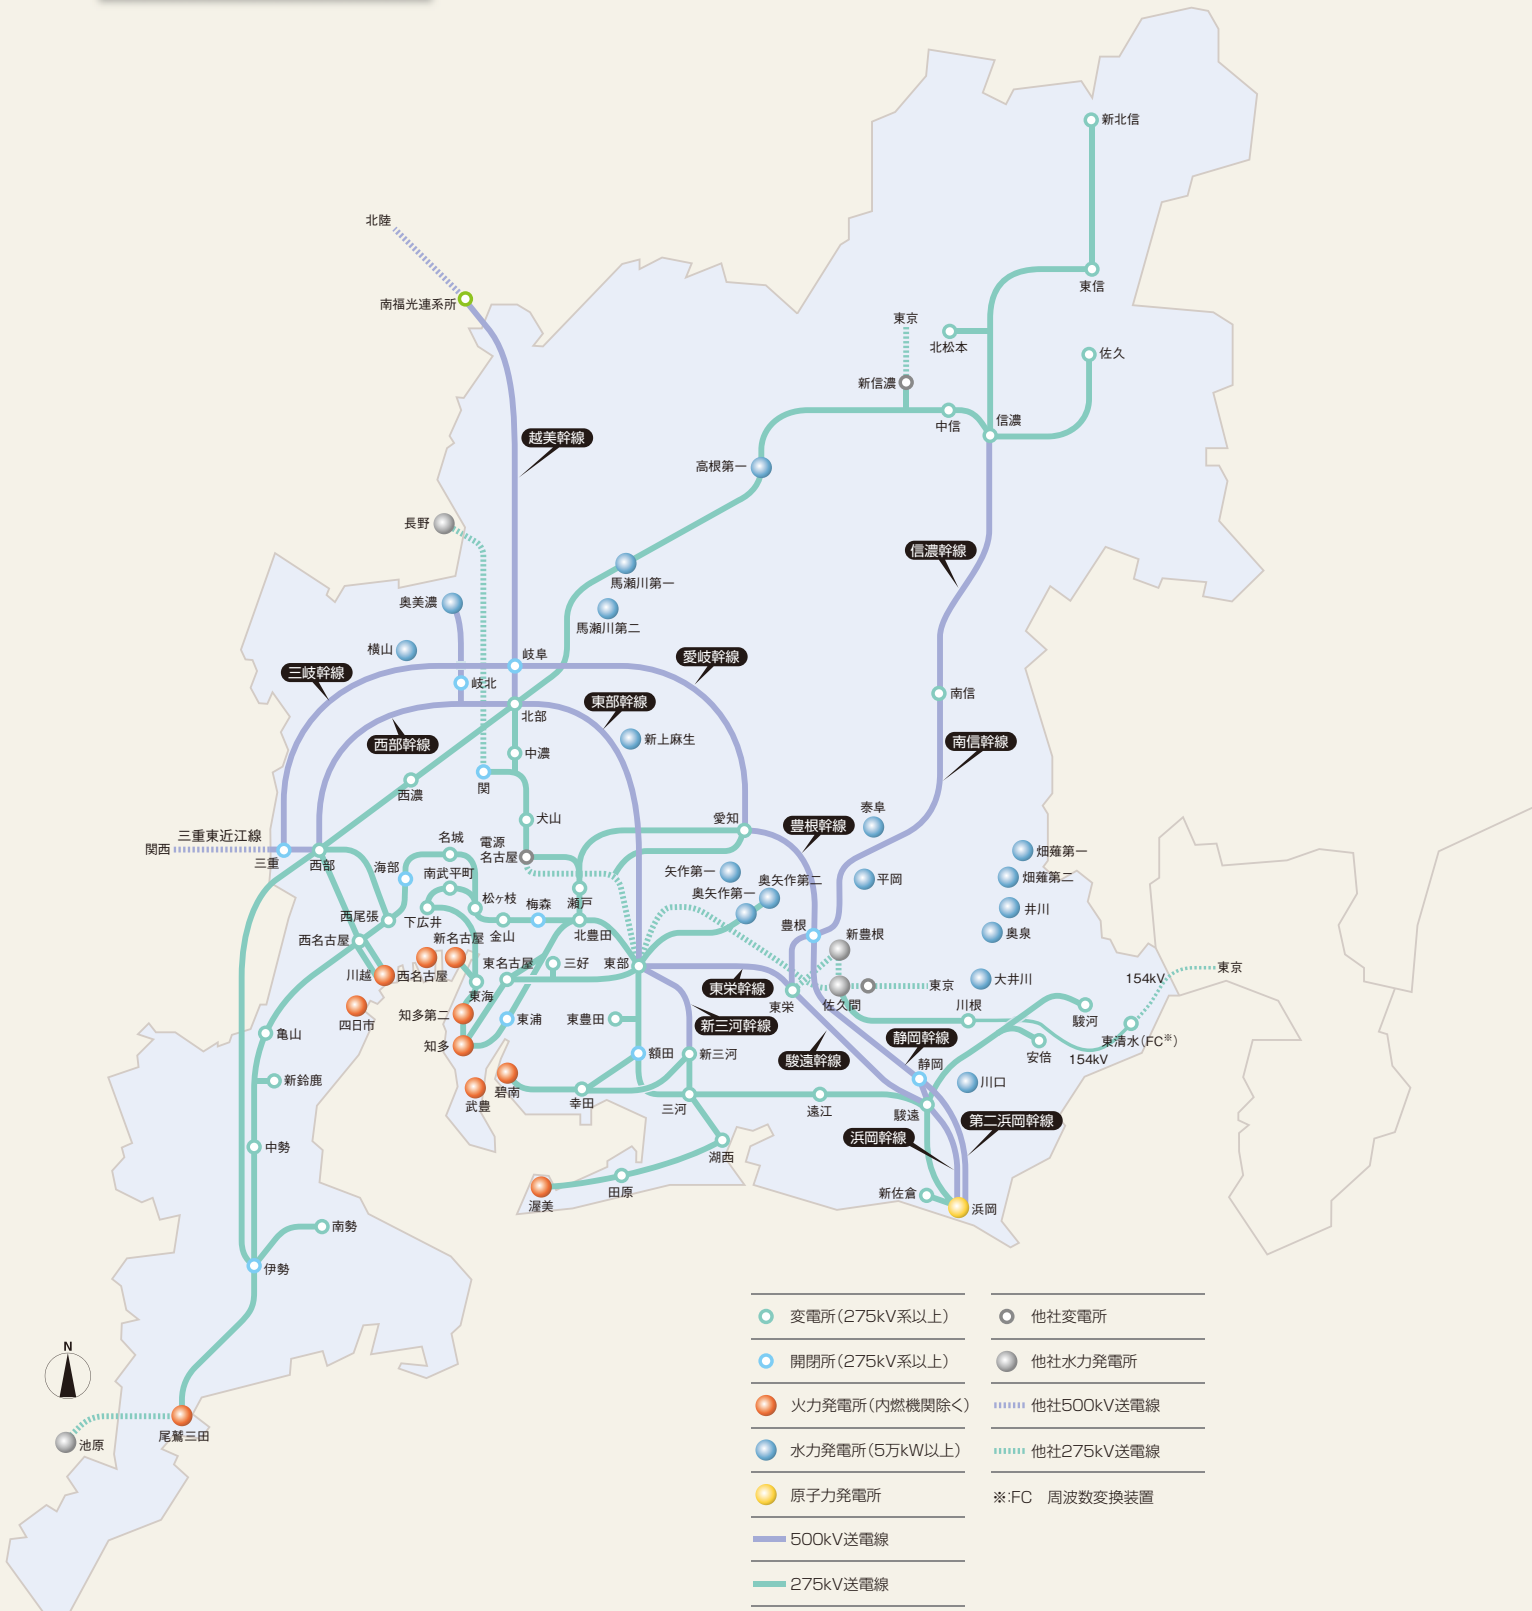 新北信
北陸
東信
南福光連系所
東京
北松本
佐久
新信濃
中信
信濃
越美幹線
高根第一
長野
信濃幹線
馬瀬川第一
奥美濃
馬瀬川第二
横山
岐阜
愛岐幹線
三岐幹線
岐北
南信
東部幹線
北部
西部幹線
新上麻生
南信幹線
中濃
関
西濃
泰阜
犬山
愛知
豊根幹線
三重東近江線
名城
電源
名古屋
関西
三重
西部
海部
南武平町
矢作第一
奥矢作第二
平岡
畑薙第一
畑薙第二
奥矢作第一
松ヶ枝
梅森
瀬戸
井川
西尾張
下広井
豊根
奥泉
西名古屋
新名古屋
金山
北豊田
新豊根
川越
西名古屋
東名古屋
三好
東部
東栄幹線
東京
大井川
154kV
東京
東海
佐久間
川根
四日市
知多第二
東浦
東豊田
東栄
駿河
新三河幹線
亀山
静岡幹線
東清水(FC※)
知多
額田
新三河
駿遠幹線
静岡
安倍
154kV
新鈴鹿
碧南
川口
武豊
幸田
三河
遠江
駿遠
第二浜岡幹線
浜岡幹線
中勢
湖西
田原
新佐倉
渥美
浜岡
南勢
伊勢
N
尾鷲三田
池原
変電所(275kV系以上)
他社変電所
開閉所(275kV系以上)
他社水力発電所
火力発電所(内燃機関除く)
他社500kV送電線
水力発電所(5万kW以上)
他社275kV送電線
原子力発電所
※:FC　周波数変換装置
500kV送電線
275kV送電線